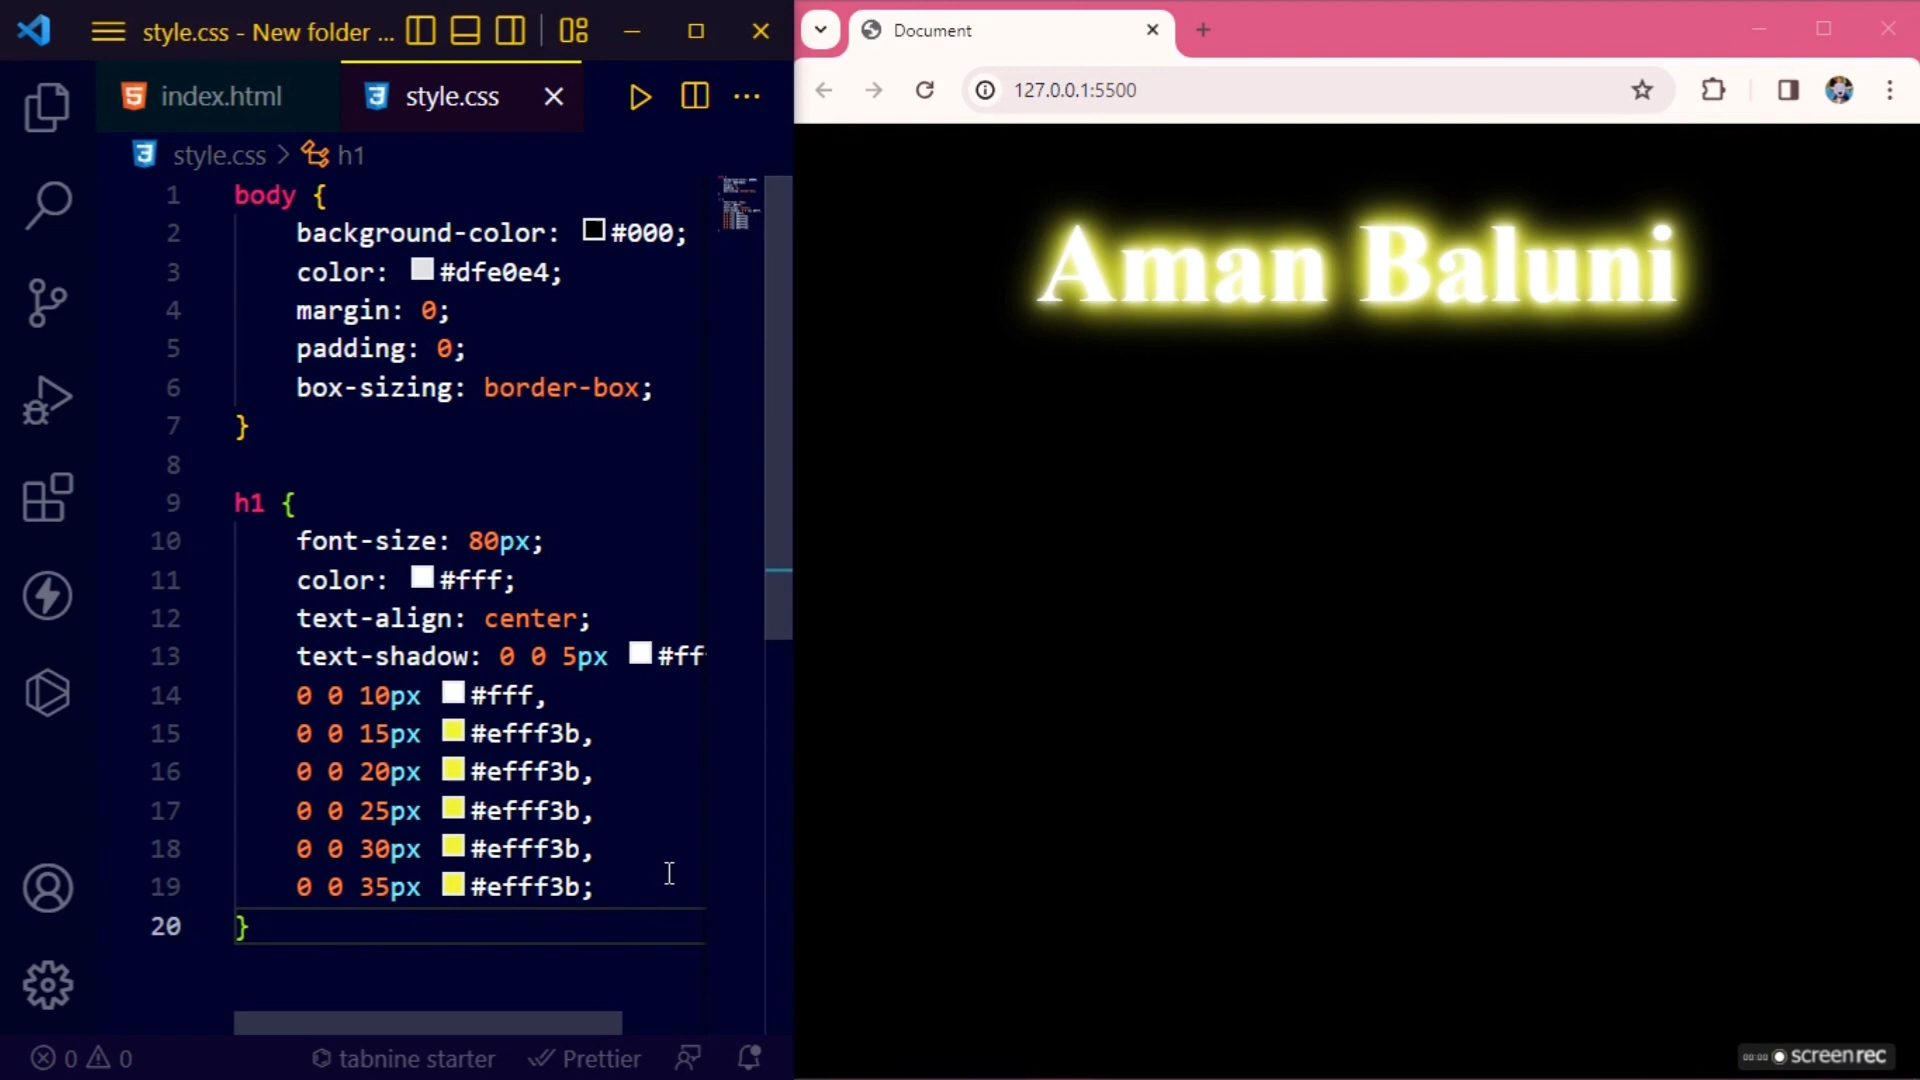 style.css - New folder ...
index.html
style.css
style.css > h1
1 body {
2 background-color: #000;
3 color: #dfe0e4;
4 margin: 0;
5 padding: 0;
6 box-sizing: border-box;
7 }
8
9 h1 {
10 font-size: 80px;
11 color: #fff;
12 text-align: center;
13 text-shadow: 0 0 5px #ff
14 0 0 10px #fff,
15 0 0 15px #efff3b,
16 0 0 20px #efff3b,
17 0 0 25px #efff3b,
18 0 0 30px #efff3b,
19 0 0 35px #efff3b;
20 }
0 0
tabnine starter
Prettier
Document
127.0.0.1:5500
Aman Baluni
00:00 screenrec